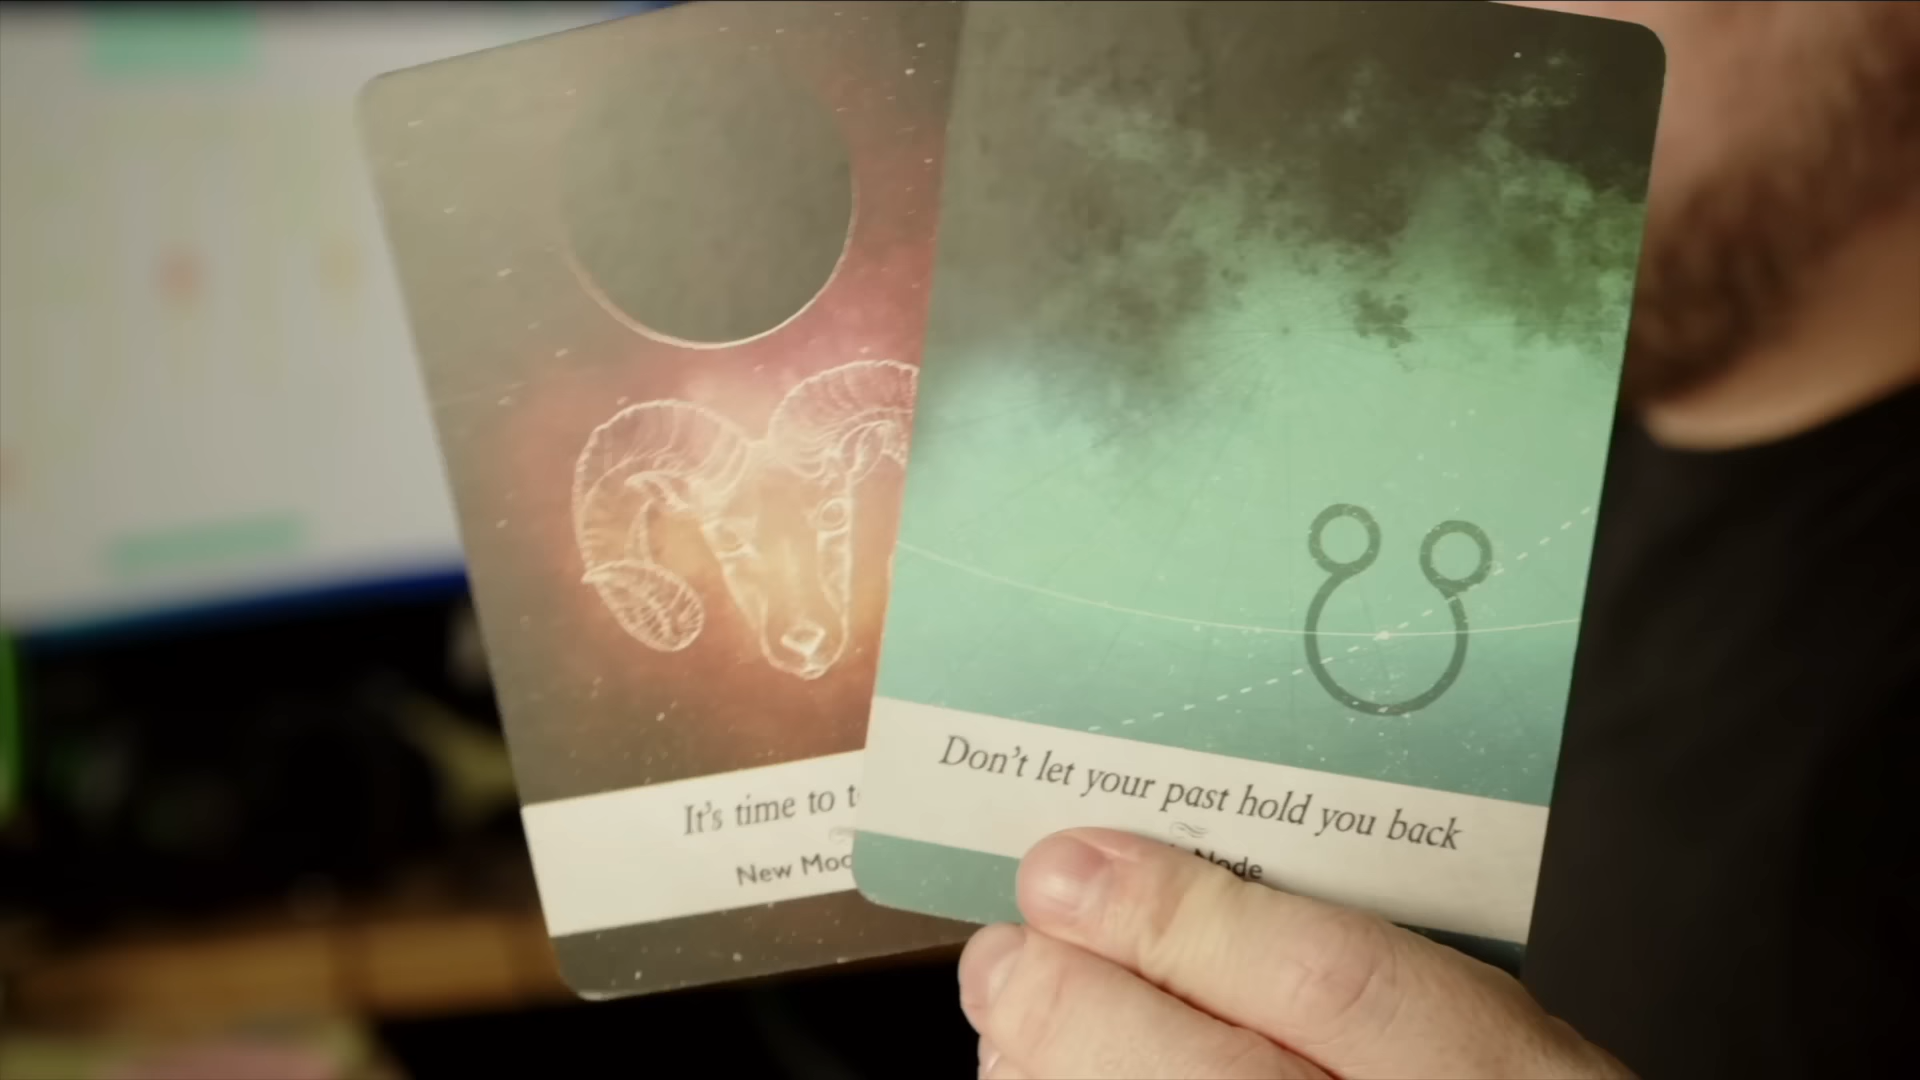 It's time to
New Moo
Don't let your past hold you back
Node